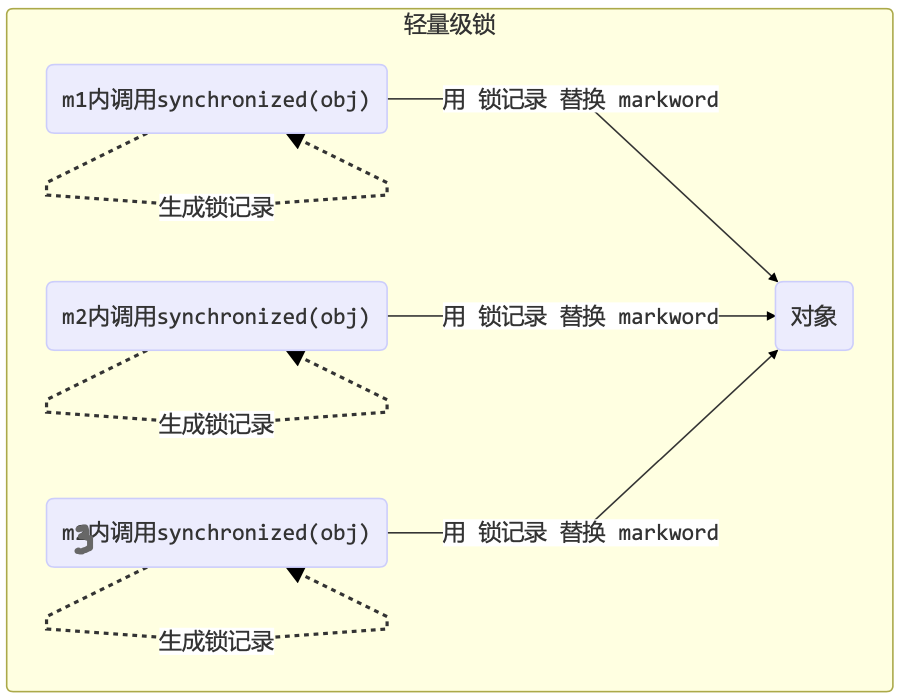 轻量级锁
m1内调用synchronized(obj)
用 锁记录 替换 markword
生成锁记录
m2内调用synchronized(obj)
用 锁记录 替换 markword
对象
生成锁记录
m3内调用synchronized(obj)
用 锁记录 替换 markword
生成锁记录